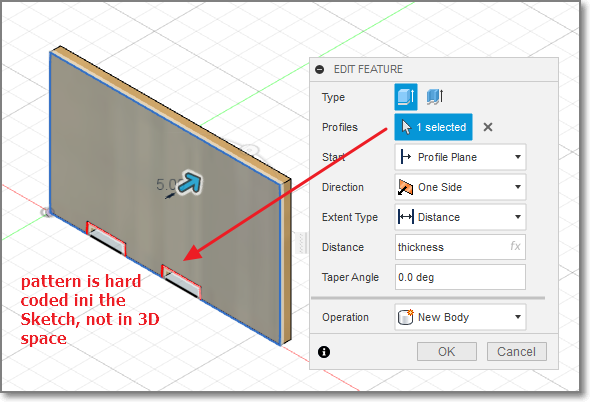 EDIT FEATURE
Type
Profiles
1 selected
Start
Profile Plane
Direction
One Side
Extent Type
Distance
Distance
thickness
fx
Taper Angle
0.0 deg
Operation
New Body
OK
Cancel
pattern is hard
coded ini the
Sketch, not in 3D
space